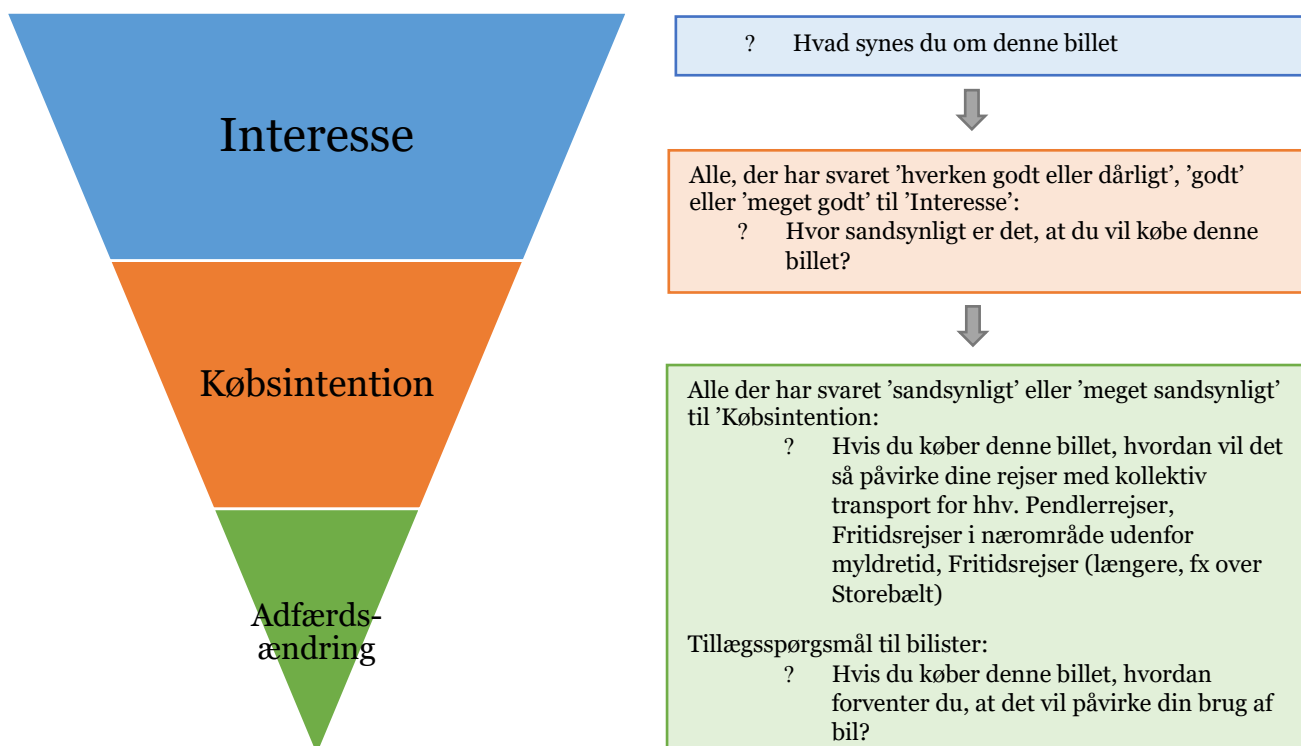 Interesse
Købsintention
Adfærds-
ændring
? Hvad synes du om denne billet
Alle, der har svaret ’hverken godt eller dårligt’, ’godt’
eller ’meget godt’ til ’Interesse’:
? Hvor sandsynligt er det, at du vil købe denne
billet?
Alle der har svaret ’sandsynligt’ eller ’meget sandsynligt’
til ’Købsintention:
? Hvis du køber denne billet, hvordan vil det
så påvirke dine rejser med kollektiv
transport for hhv. Pendlerrejser,
Fritidsrejser i nærområde udenfor
myldretid, Fritidsrejser (længere, fx over
Storebælt)
Tillægsspørgsmål til bilister:
? Hvis du køber denne billet, hvordan
forventer du, at det vil påvirke din brug af
bil?